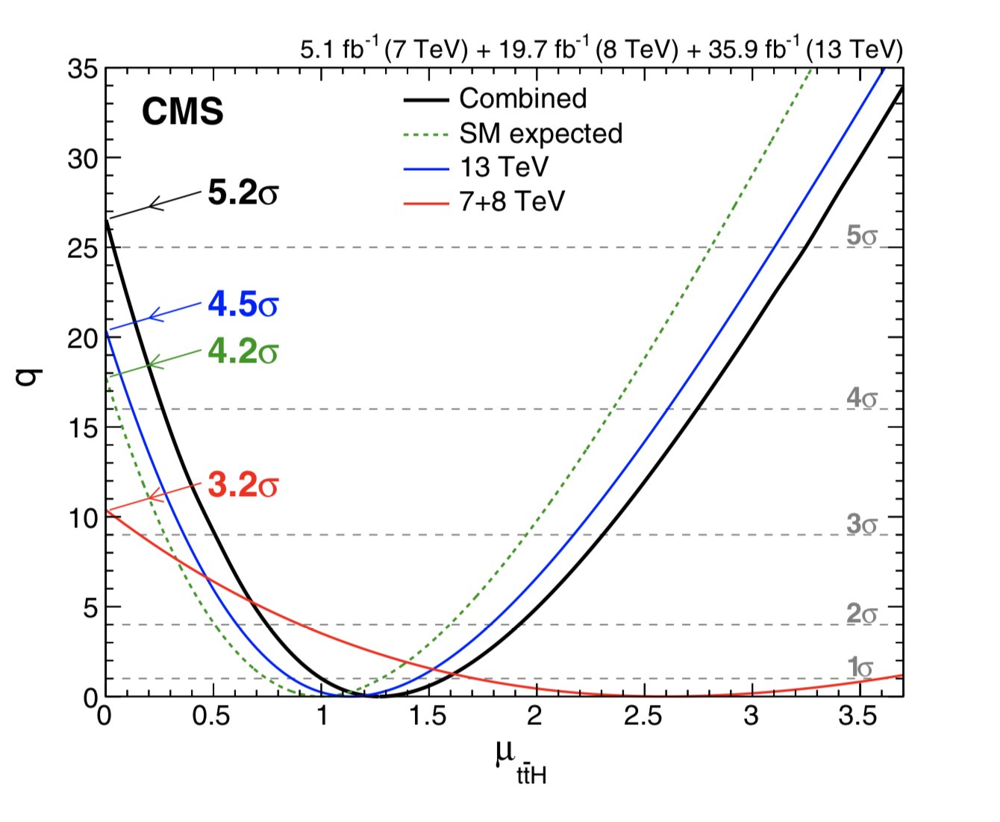 5.1 fb⁻¹ (7 TeV) + 19.7 fb⁻¹ (8 TeV) + 35.9 fb⁻¹ (13 TeV)
35
CMS
Combined
SM expected
13 TeV
7+8 TeV
30
5.2σ
25
5σ
4.5σ
20
4.2σ
q
4σ
15
3.2σ
10
3σ
5
2σ
1σ
0
0 0.5 1 1.5 2 2.5 3 3.5
μ
tt̄H